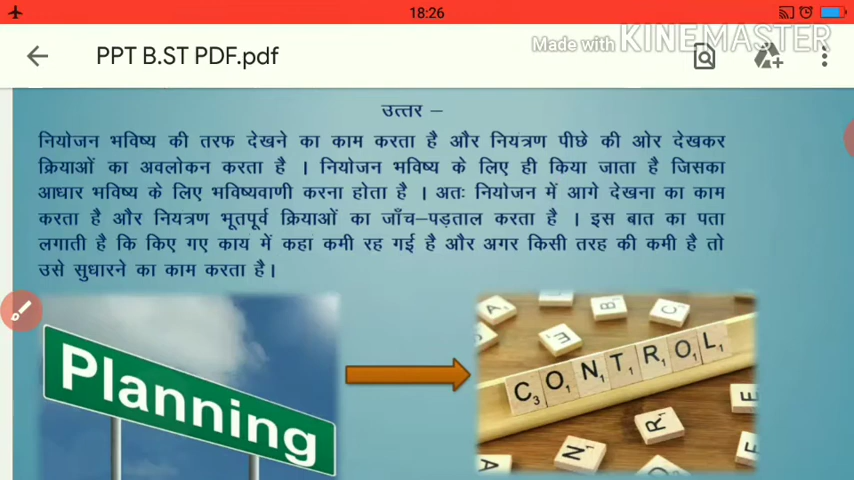 18:26
Made with KINEMASTER
PPT B.ST PDF.pdf
उत्तर –
नियोजन भविष्य की तरफ देखने का काम करता है और नियत्रण पीछे की ओर देखकर
क्रियाओं का अवलोकन करता है । नियोजन भविष्य के लिए ही किया जाता है जिसका
आधार भविष्य के लिए भविष्यवाणी करना होता है । अतः नियोजन में आगे देखना का काम
करता है और नियत्रण भूतपूर्व क्रियाओं का जाँच–पड़ताल करता है । इस बात का पता
लगाती है कि किए गए काय में कहा कमी रह गई है और अगर किसी तरह की कमी है तो
उसे सुधारने का काम करता है।
Planning
CONTROL